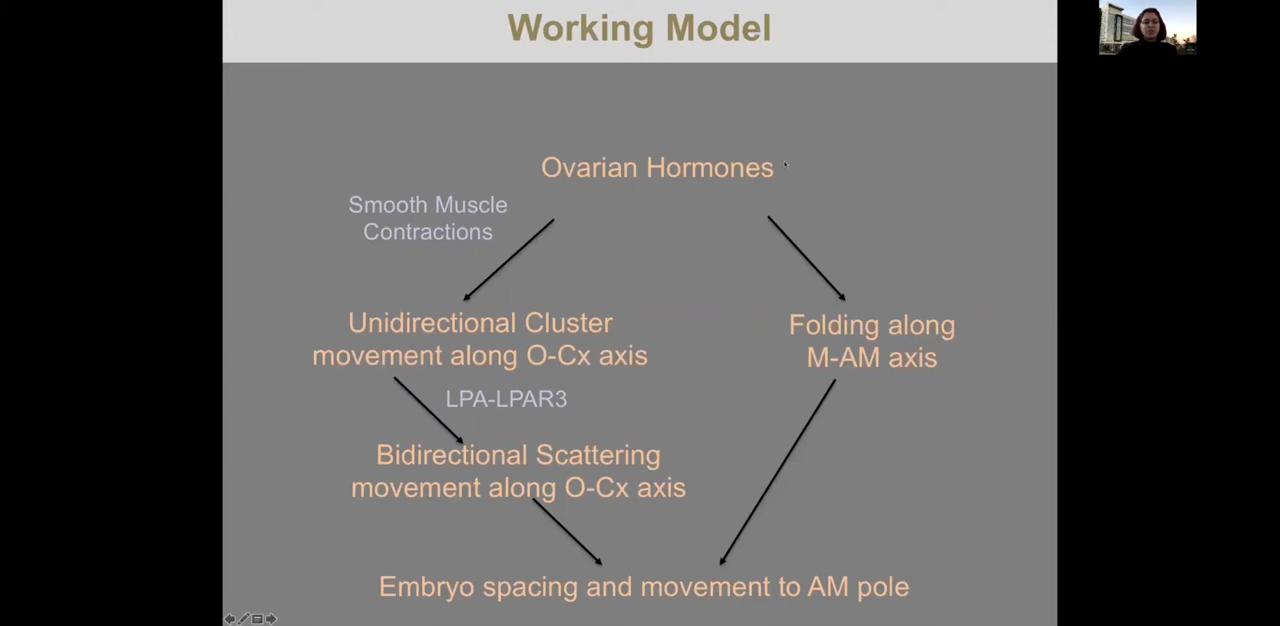 Working Model
Ovarian Hormones
Smooth Muscle
Contractions
Unidirectional Cluster
movement along O-Cx axis
Folding along
M-AM axis
LPA-LPAR3
Bidirectional Scattering
movement along O-Cx axis
Embryo spacing and movement to AM pole